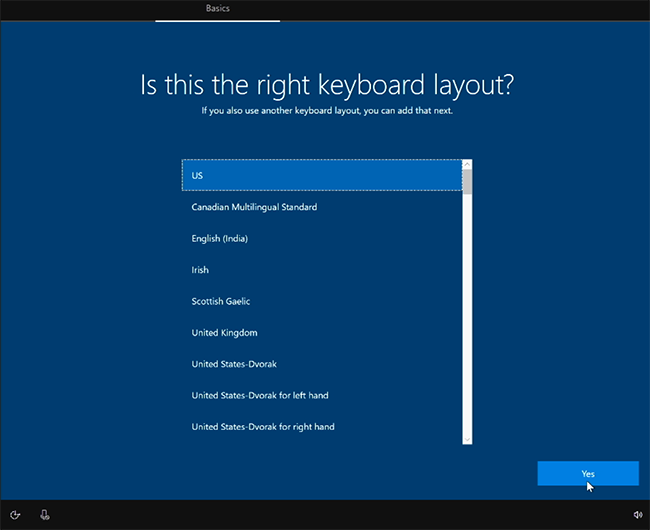 Basics
Is this the right keyboard layout?
If you also use another keyboard layout, you can add that next.
US
Canadian Multilingual Standard
English (India)
Irish
Scottish Gaelic
United Kingdom
United States-Dvorak
United States-Dvorak for left hand
United States-Dvorak for right hand
Yes